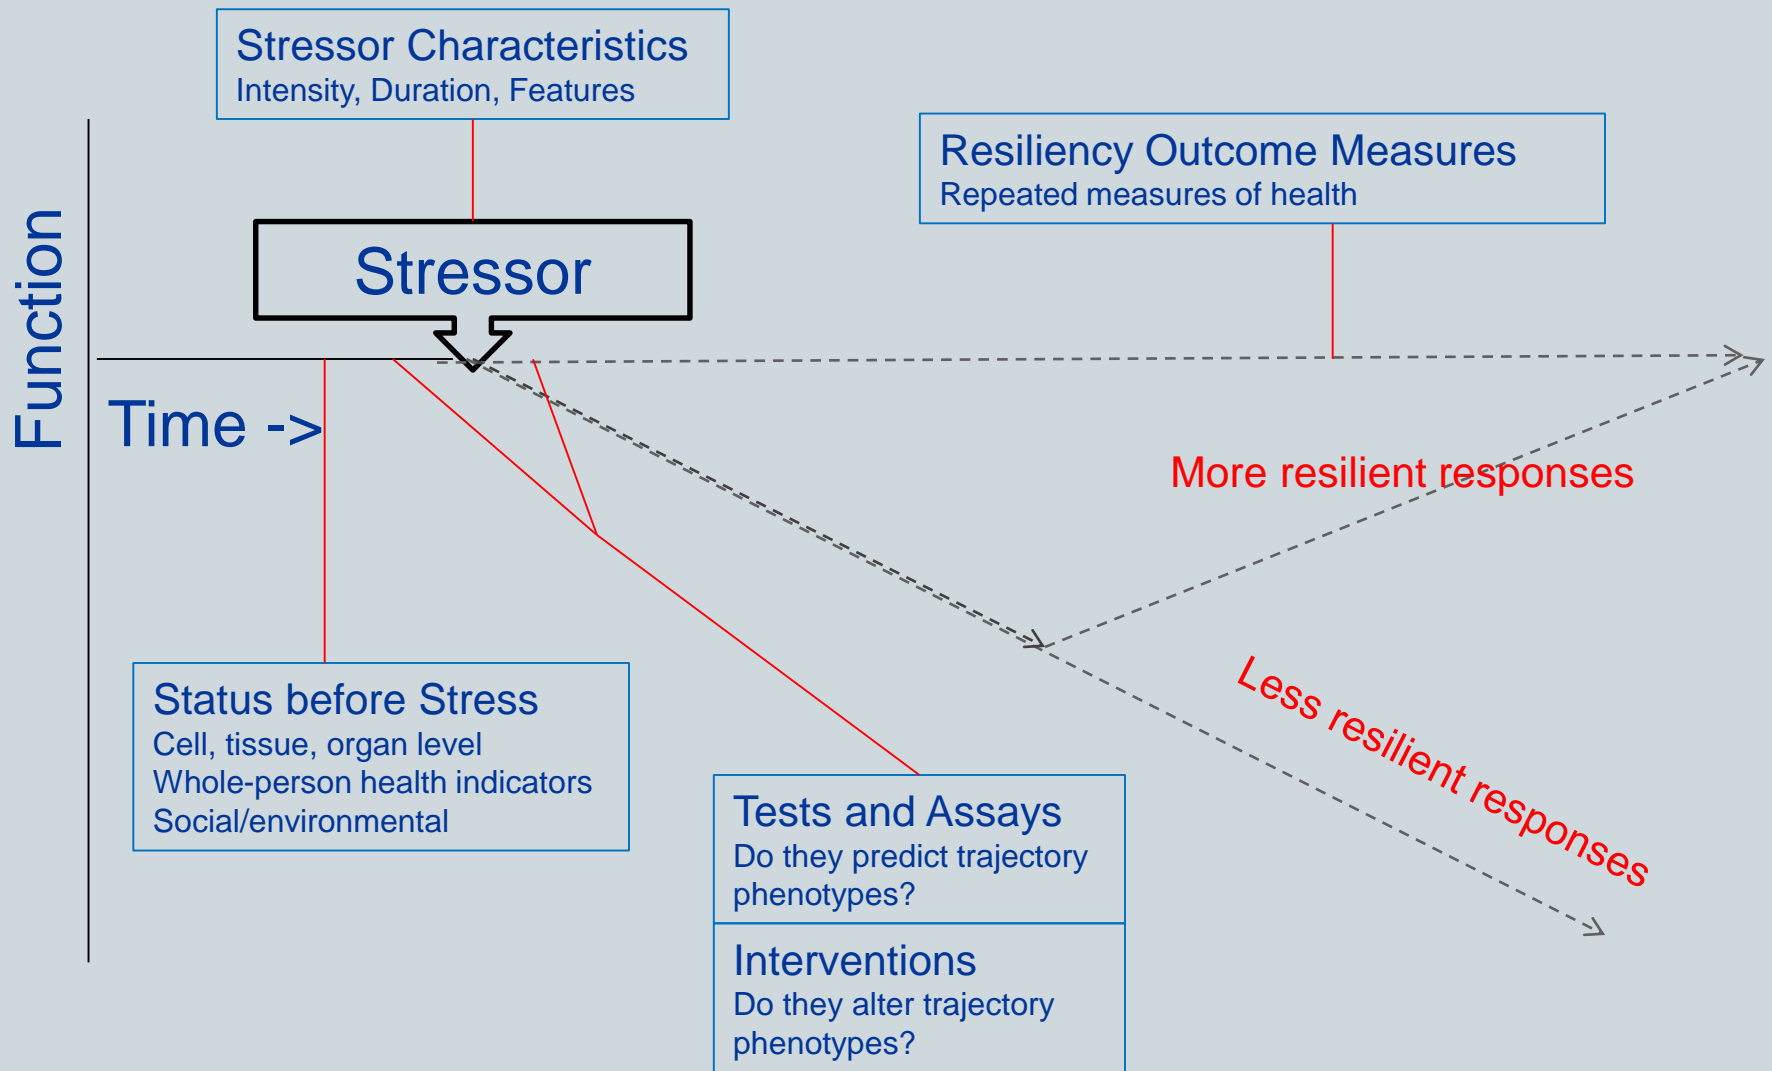 Stressor Characteristics
Intensity, Duration, Features
Resiliency Outcome Measures
Repeated measures of health
Stressor
Function
Time ->
More resilient responses
Less resilient responses
Status before Stress
Cell, tissue, organ level
Whole-person health indicators
Social/environmental
Tests and Assays
Do they predict trajectory
phenotypes?
Interventions
Do they alter trajectory
phenotypes?